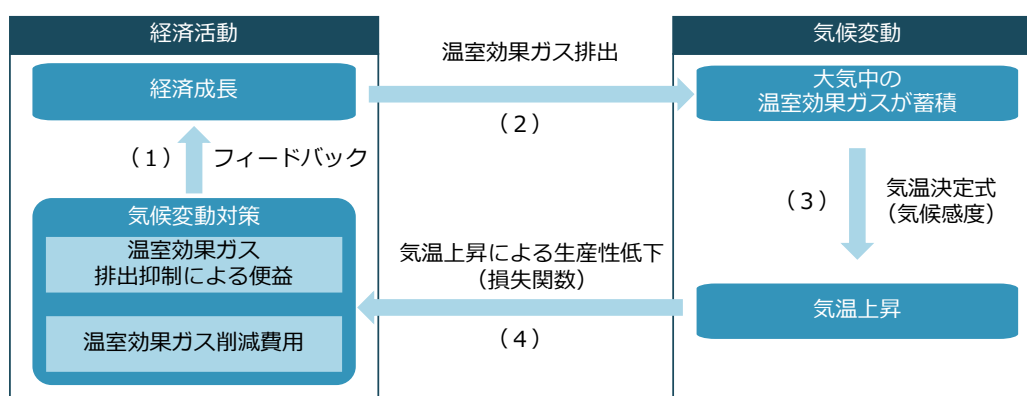 経済活動
経済成長
（１）
フィードバック
気候変動対策
温室効果ガス
排出抑制による便益
温室効果ガス削減費用
温室効果ガス排出
（２）
気温上昇による生産性低下
（損失関数）
（４）
気候変動
大気中の
温室効果ガスが蓄積
（３）
気温決定式
（気候感度）
気温上昇